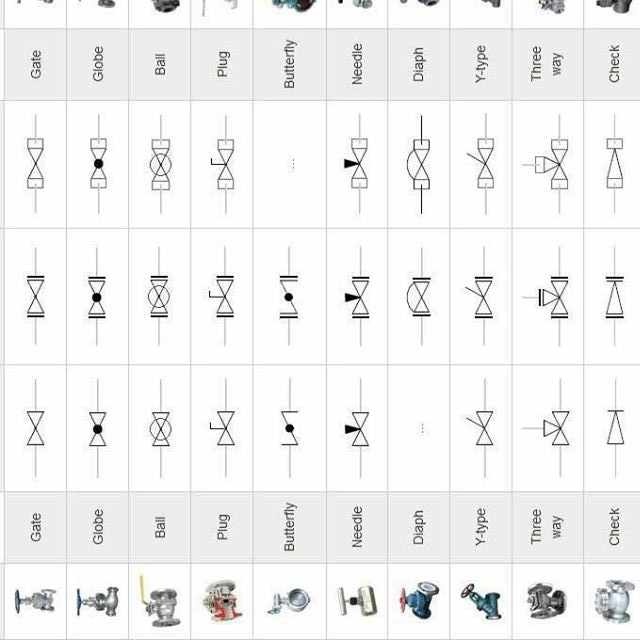 Gate
Globe
Ball
Plug
Butterfly
Needle
Diaph
Y-type
Three
way
Check
...
...
Gate
Globe
Ball
Plug
Butterfly
Needle
Diaph
Y-type
Three
way
Check